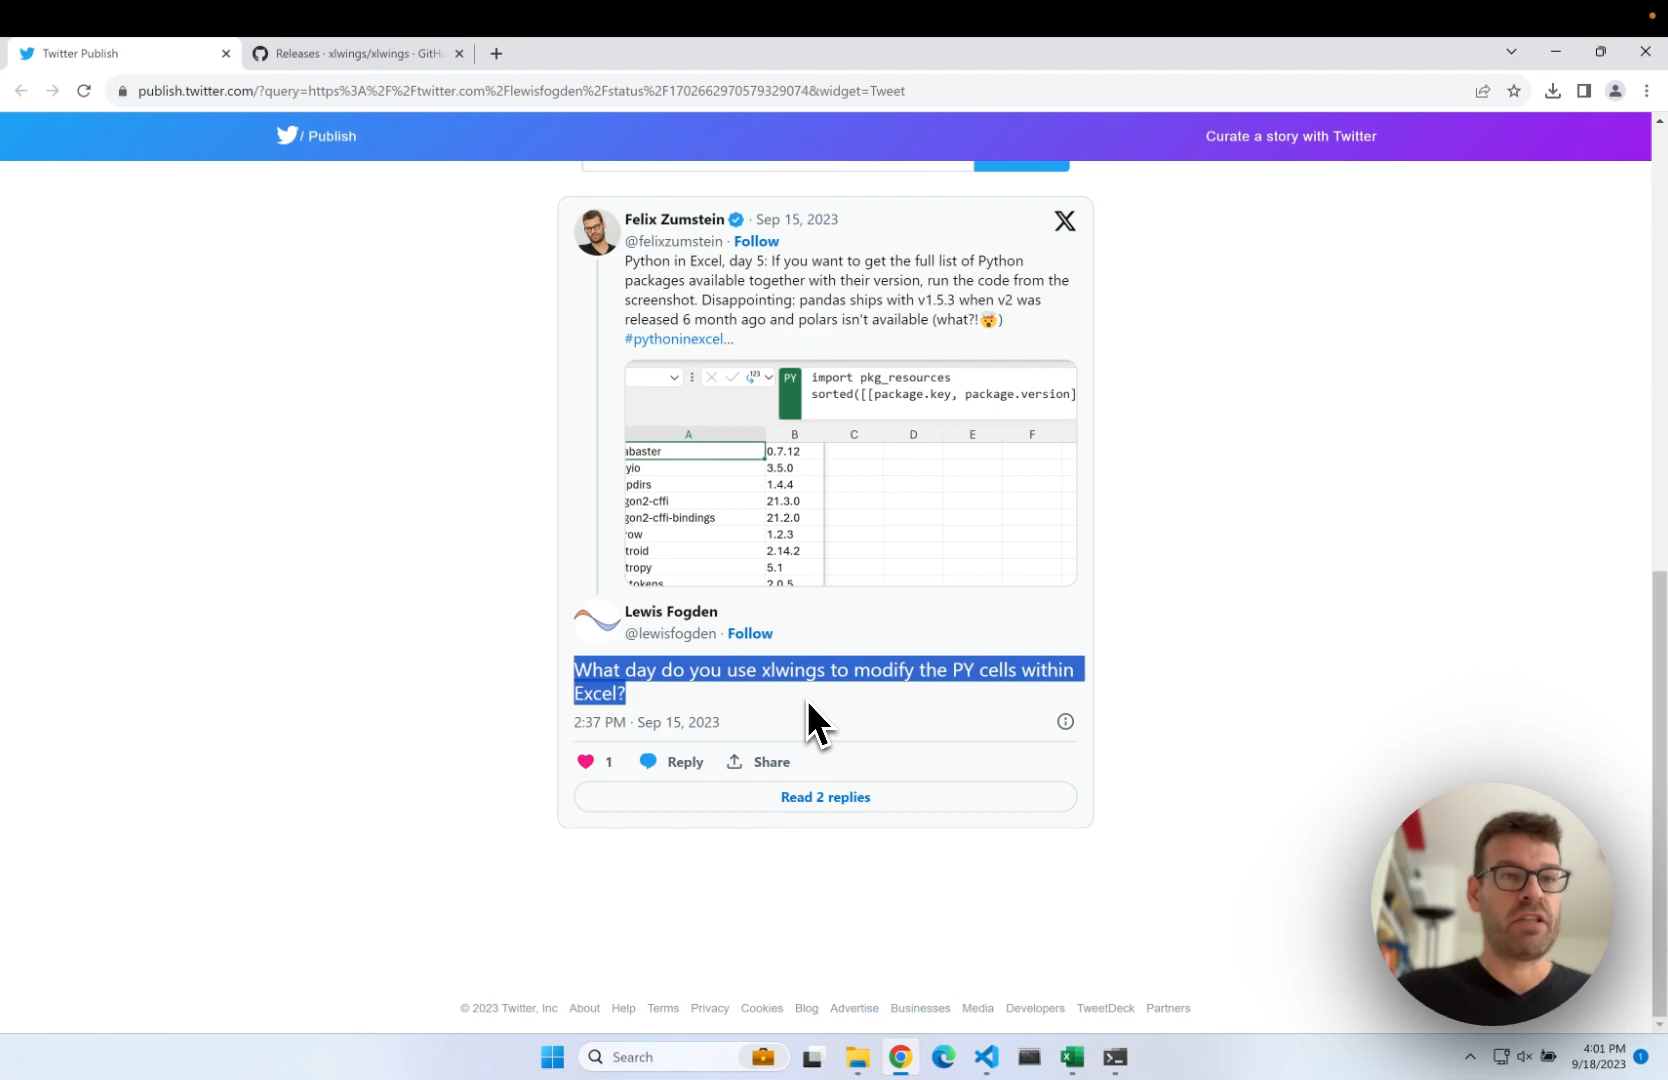 Twitter Publish
Releases · xlwings/xlwings · GitH
publish.twitter.com/?query=https%3A%2F%2Ftwitter.com%2Flewisfogden%2Fstatus%2F1702662970579329074&widget=Tweet
/ Publish
Curate a story with Twitter
Felix Zumstein · Sep 15, 2023
@felixzumstein · Follow
Python in Excel, day 5: If you want to get the full list of Python
packages available together with their version, run the code from the
screenshot. Disappointing: pandas ships with v1.5.3 when v2 was
released 6 month ago and polars isn't available (what?!🤯)
#pythoninexcel...
123 PY import pkg_resources
sorted([[package.key, package.version]
A B C D E F
abaster 0.7.12
yio 3.5.0
pdirs 1.4.4
gon2-cffi 21.3.0
gon2-cffi-bindings 21.2.0
row 1.2.3
troid 2.14.2
tropy 5.1
tokens 2.0.5
Lewis Fogden
@lewisfogden · Follow
What day do you use xlwings to modify the PY cells within
Excel?
2:37 PM · Sep 15, 2023
1 Reply Share
Read 2 replies
© 2023 Twitter, Inc About Help Terms Privacy Cookies Blog Advertise Businesses Media Developers TweetDeck Partners
Search
4:01 PM
9/18/2023
1